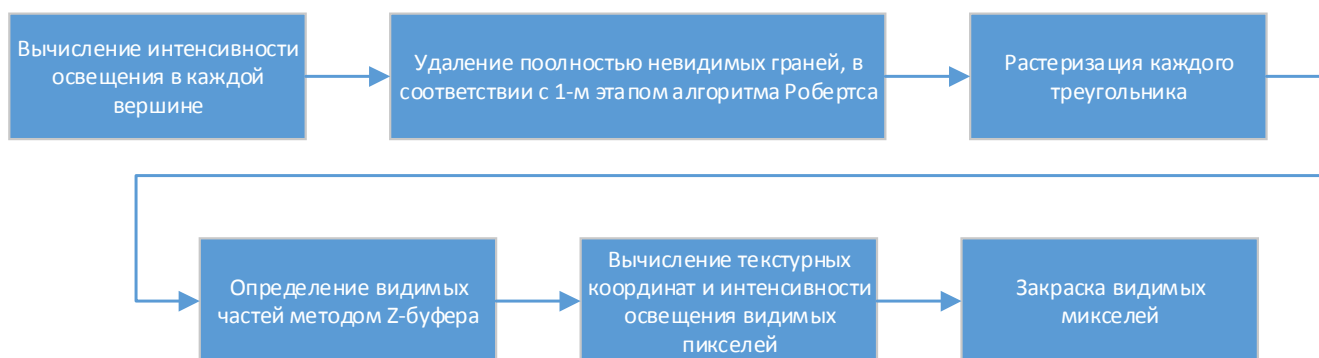 Вычисление интенсивности
освещения в каждой
вершине
Удаление поолностью невидимых граней, в
соответствии с 1-м этапом алгоритма Робертса
Растеризация каждого
треугольника
Определение видимых
частей методом Z-буфера
Вычисление текстурных
координат и интенсивности
освещения видимых
пикселей
Закраска видимых
микселей